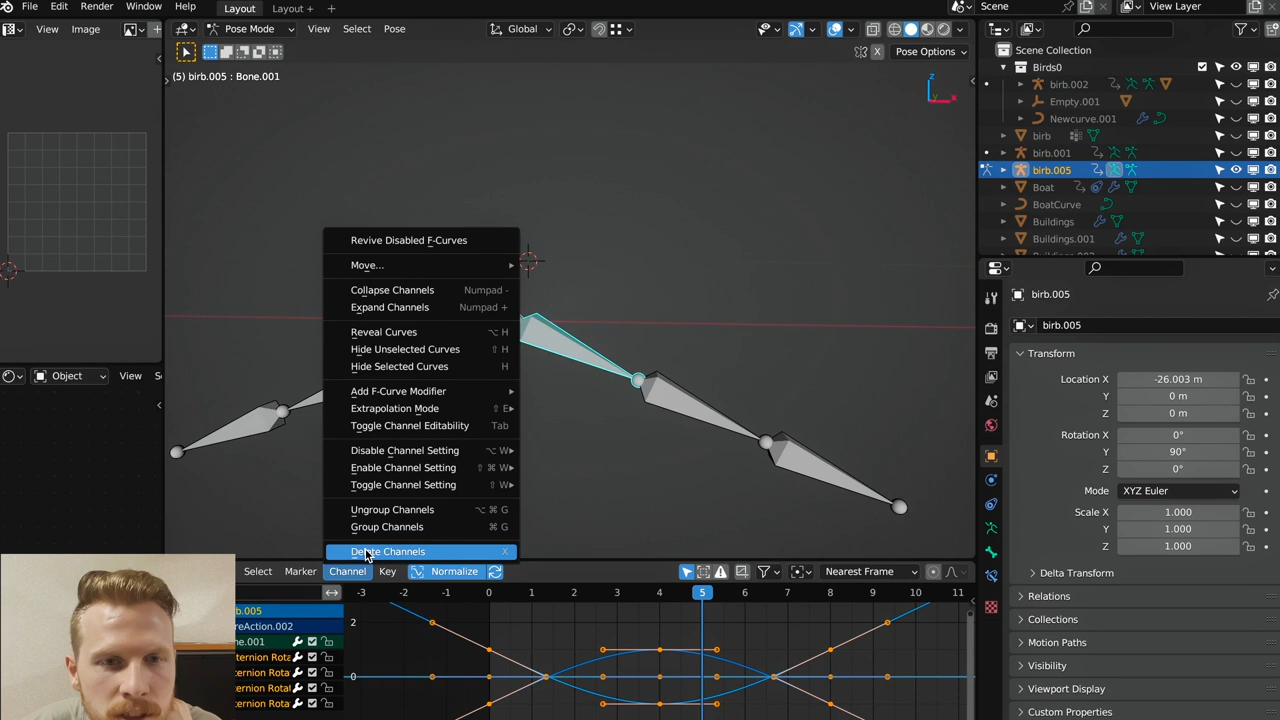 File Edit Render Window Help Layout Layout + Scene View Layer
View Image Pose Mode View Select Pose Global
Pose Options
(5) birb.005 : Bone.001
Z
Scene Collection
Birds0
birb.002
Empty.001
Newcurve.001
birb
birb.001
birb.005
Boat
BoatCurve
Buildings
Buildings.001
Revive Disabled F-Curves
Move...
Collapse Channels Numpad -
Expand Channels Numpad +
Reveal Curves ⌥ H
Hide Unselected Curves ⇧ H
Hide Selected Curves H
Add F-Curve Modifier
Extrapolation Mode ⇧ E
Toggle Channel Editability Tab
Disable Channel Setting ⌥ W
Enable Channel Setting ⇧ ⌘ W
Toggle Channel Setting ⇧ W
Ungroup Channels ⌥ ⌘ G
Group Channels ⌘ G
Delete Channels X
Object View
birb.005
birb.005
Transform
Location X -26.003 m
Y 0 m
Z 0 m
Rotation X 0°
Y 90°
Z 0°
Mode XYZ Euler
Scale X 1.000
Y 1.000
Z 1.000
Delta Transform
Relations
Collections
Motion Paths
Visibility
Viewport Display
Custom Properties
Select Marker Channel Key Normalize Nearest Frame
-3 -2 -1 0 1 2 3 4 5 6 7 8 9 10 11
rb.005
reAction.002
ne.001
ternion Rota
ternion Rota
ternion Rota
ternion Rota
2
0